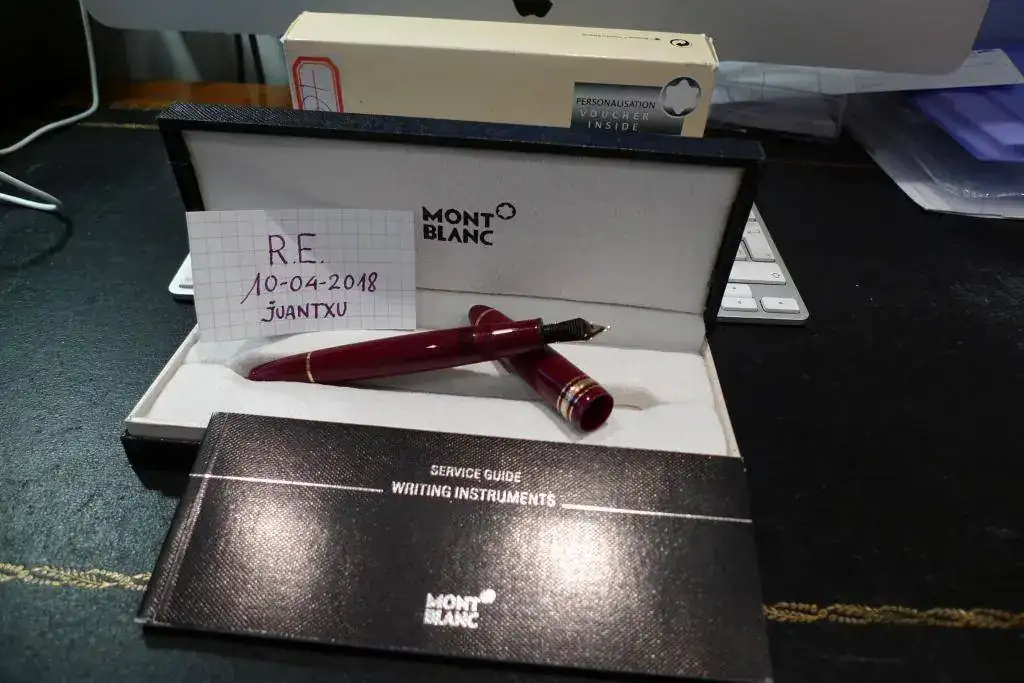 PERSONALISATION
VOUCHER
INSIDE
MONT
BLANC
R.E.
10-04-2018
juANTXU
SERVICE GUIDE
WRITING INSTRUMENTS
MONT
BLANC